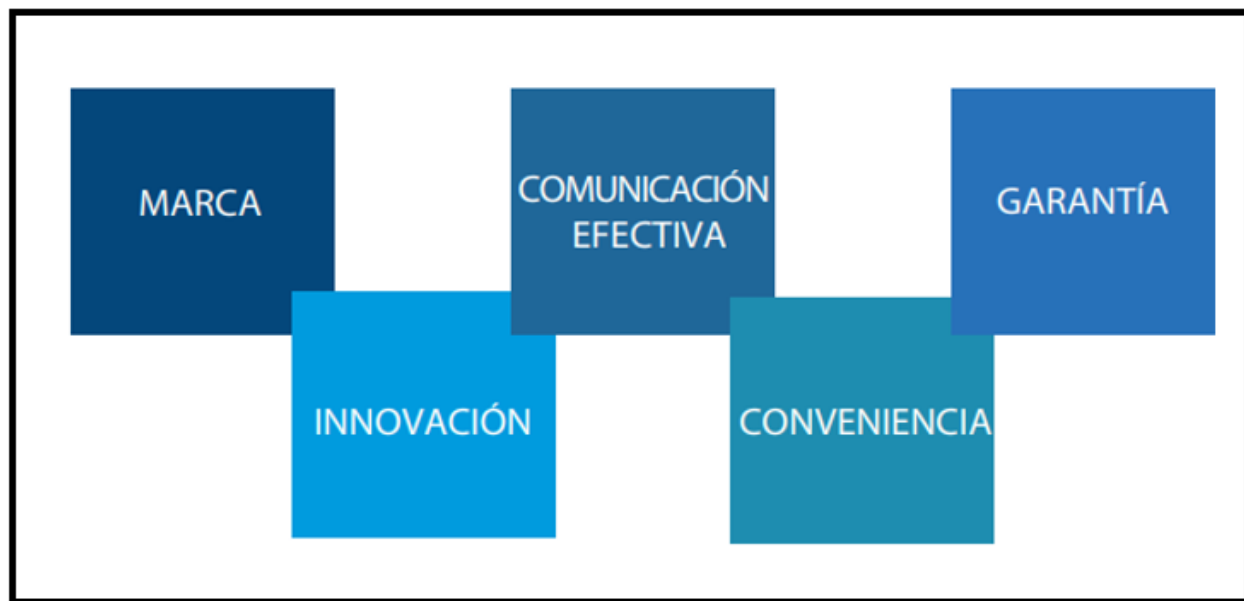 MARCA
COMUNICACIÓN
EFECTIVA
GARANTÍA
INNOVACIÓN
CONVENIENCIA